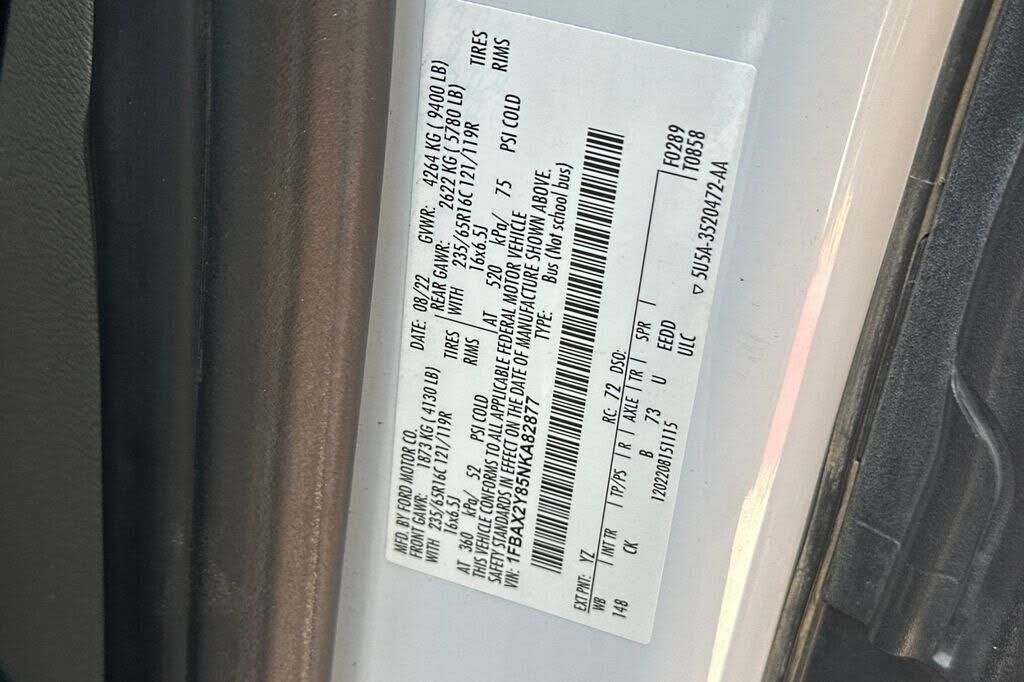 MFD. BY FORD MOTOR CO.
DATE: 08/22 GVWR: 4264 KG ( 9400 LB)
FRONT GAWR: 1873 KG ( 4130 LB) REAR GAWR: 2622 KG ( 5780 LB)
WITH 235/65R16C 121/119R TIRES WITH 235/65R16C 121/119R TIRES
16x6.5J RIMS 16x6.5J RIMS
AT 360 kPa/ 52 PSI COLD AT 520 kPa/ 75 PSI COLD
THIS VEHICLE CONFORMS TO ALL APPLICABLE FEDERAL MOTOR VEHICLE
SAFETY STANDARDS IN EFFECT ON THE DATE OF MANUFACTURE SHOWN ABOVE.
VIN: 1FBAX2Y85NKA82877 TYPE: Bus (Not school bus)
EXT PNT: YZ RC: 72 DSO: F0289
WB INT TR TP/PS R AXLE TR SPR T0858
148 CK B 73 U EEDD
1202208151115 ULC
▽ 5U5A-3520472-AA